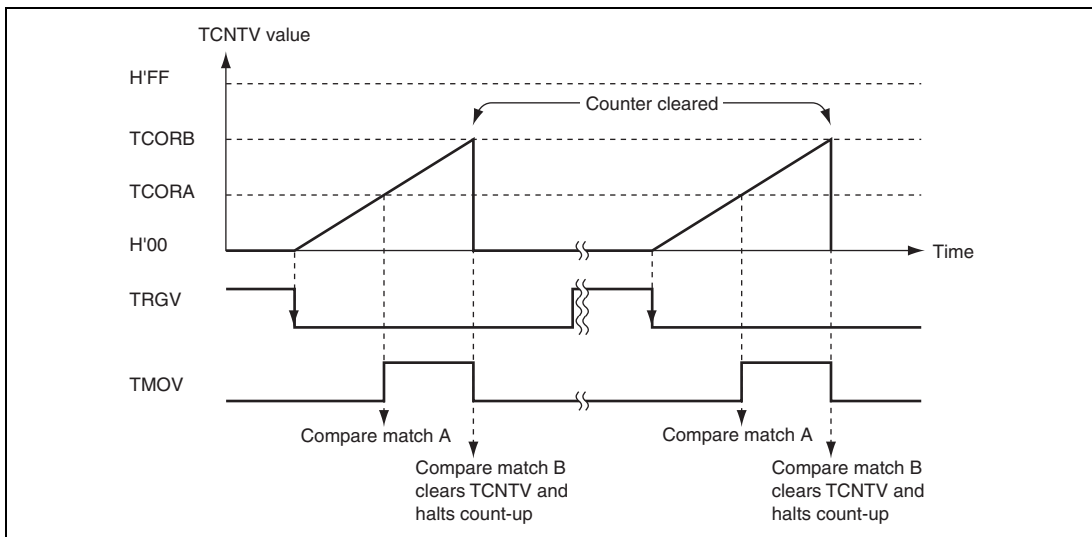 TCNTV value
H'FF
Counter cleared
TCORB
TCORA
H'00
Time
TRGV
TMOV
Compare match A
Compare match A
Compare match B
clears TCNTV and
halts count-up
Compare match B
clears TCNTV and
halts count-up